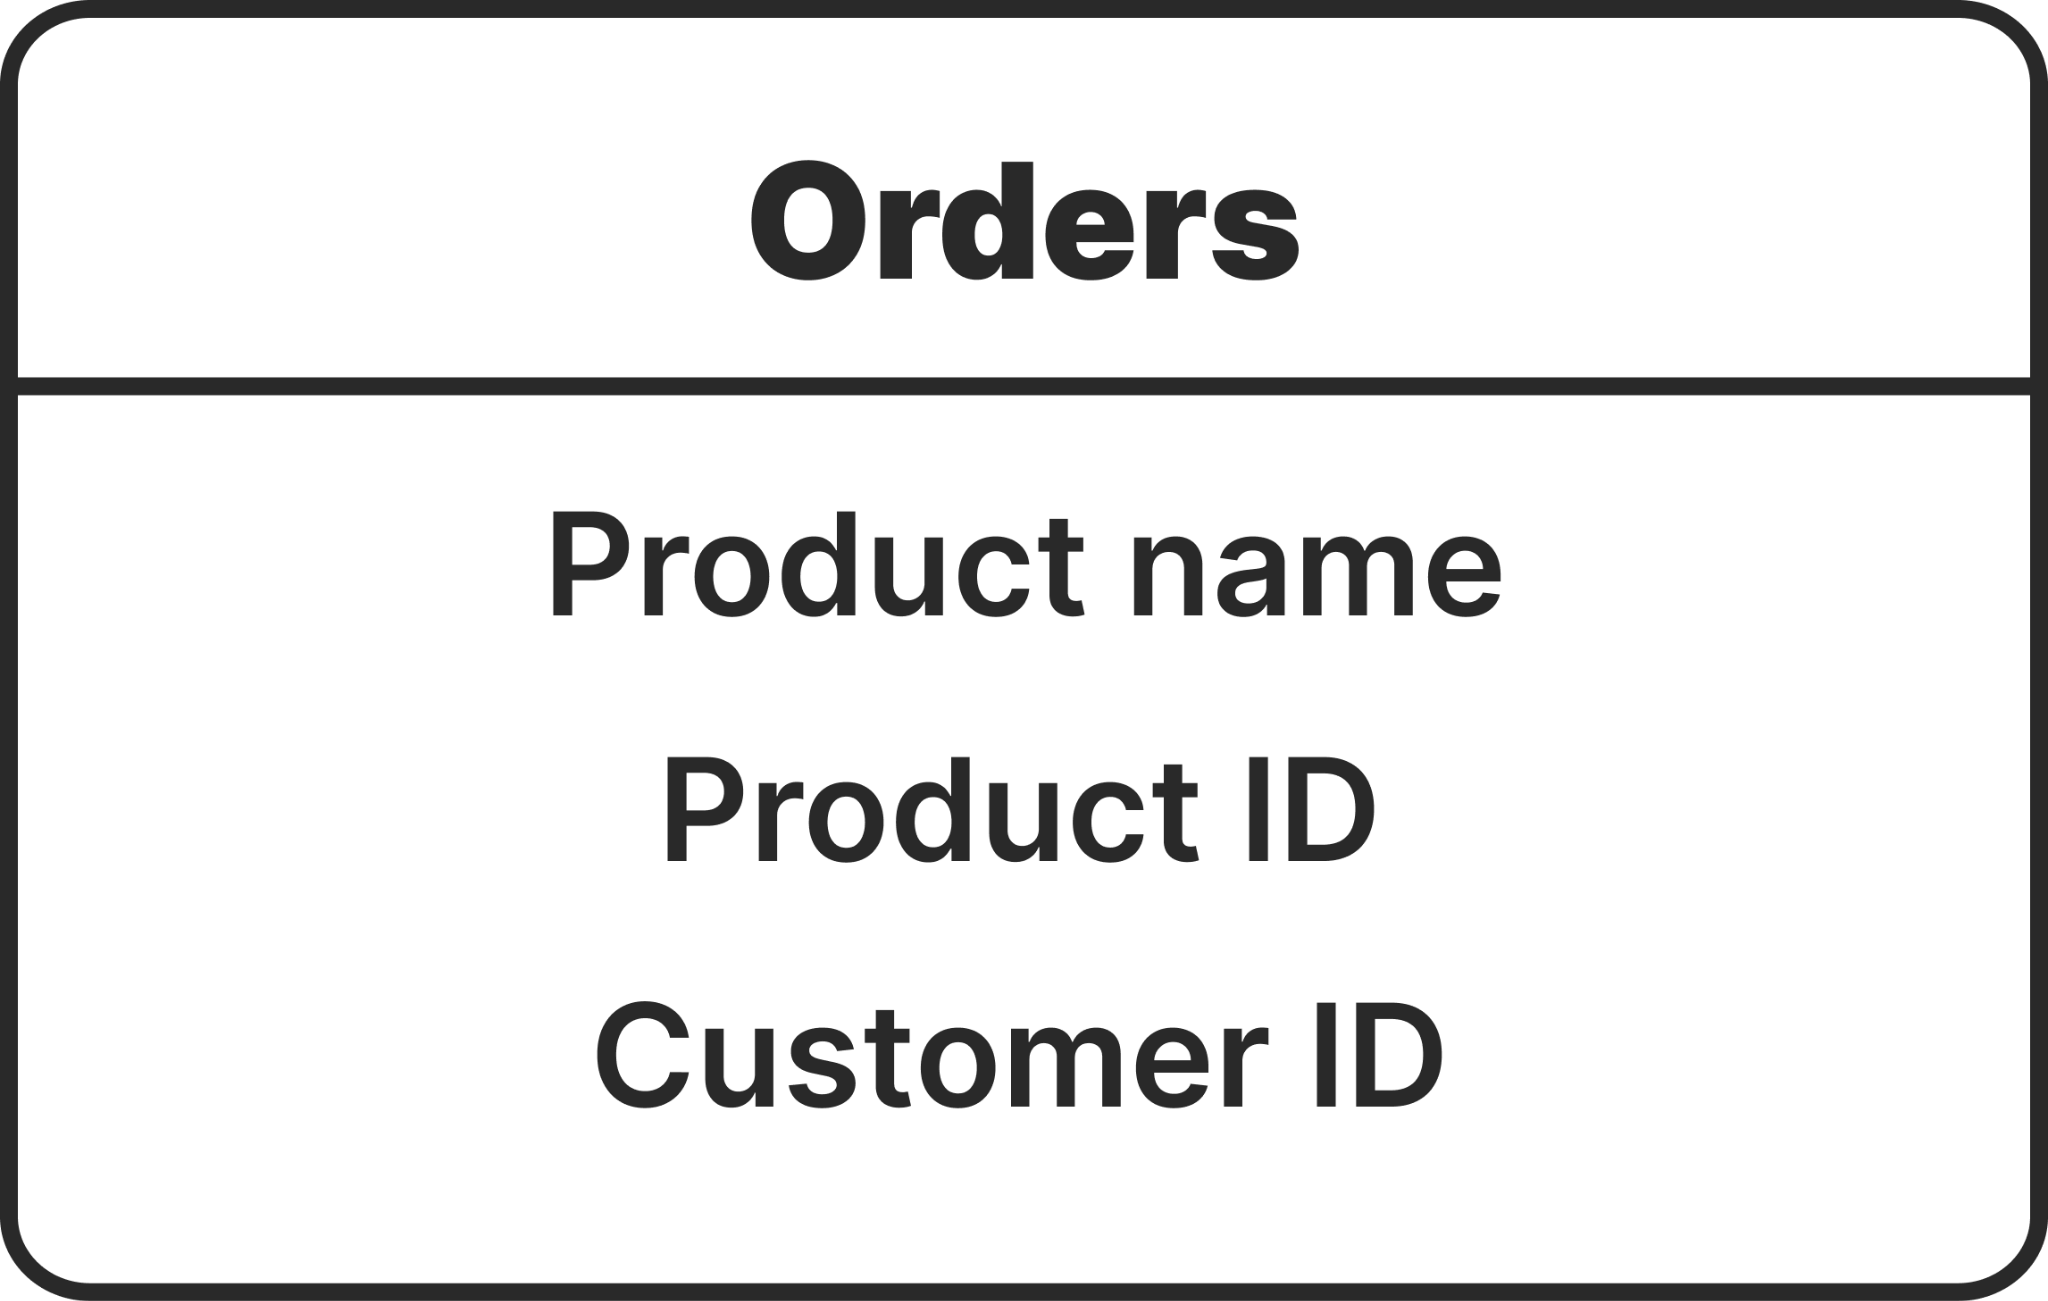 Orders
Product name
Product ID
Customer ID